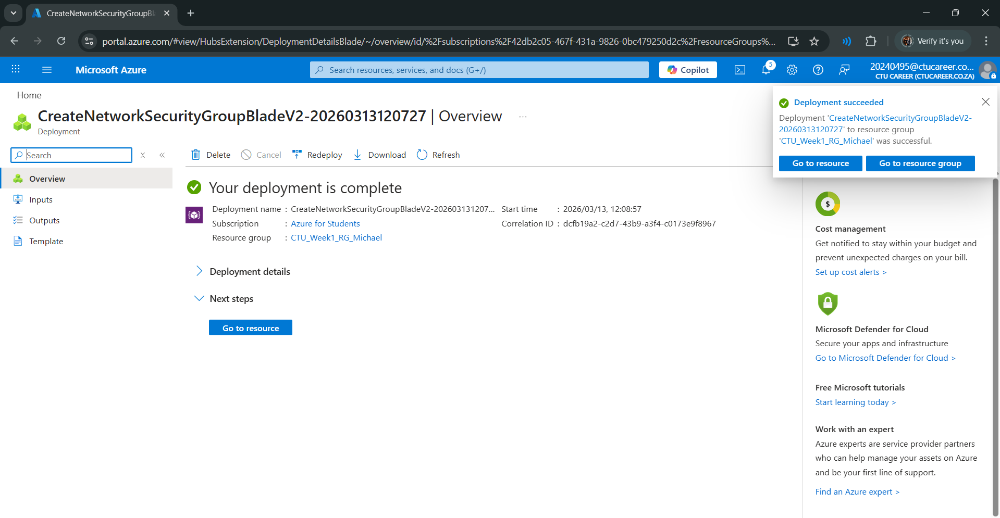 CreateNetworkSecurityGroupBl
portal.azure.com/#view/HubsExtension/DeploymentDetailsBlade/~/overview/id/%2Fsubscriptions%2F42db2c05-467f-431a-9826-0bc479250d2c%2FresourceGroups%...
Verify it's you
Microsoft Azure
Search resources, services, and docs (G+/)
Copilot
5
20240495@ctucareer.co...
CTU CAREER (CTUCAREER.CO.ZA)
Home
CreateNetworkSecurityGroupBladeV2-20260313120727 | Overview
...
Deployment
Deployment succeeded
Deployment 'CreateNetworkSecurityGroupBladeV2-
20260313120727' to resource group
'CTU_Week1_RG_Michael' was successful.
Go to resource
Go to resource group
Search
Overview
Inputs
Outputs
Template
Delete
Cancel
Redeploy
Download
Refresh
Your deployment is complete
Deployment name : CreateNetworkSecurityGroupBladeV2-202603131207...
Subscription : Azure for Students
Resource group : CTU_Week1_RG_Michael
Start time : 2026/03/13, 12:08:57
Correlation ID : dcfb19a2-c2d7-43b9-a3f4-c0173e9f8967
Deployment details
Next steps
Go to resource
$
Cost management
Get notified to stay within your budget and
prevent unexpected charges on your bill.
Set up cost alerts >
Microsoft Defender for Cloud
Secure your apps and infrastructure
Go to Microsoft Defender for Cloud >
Free Microsoft tutorials
Start learning today >
Work with an expert
Azure experts are service provider partners
who can help manage your assets on Azure
and be your first line of support.
Find an Azure expert >